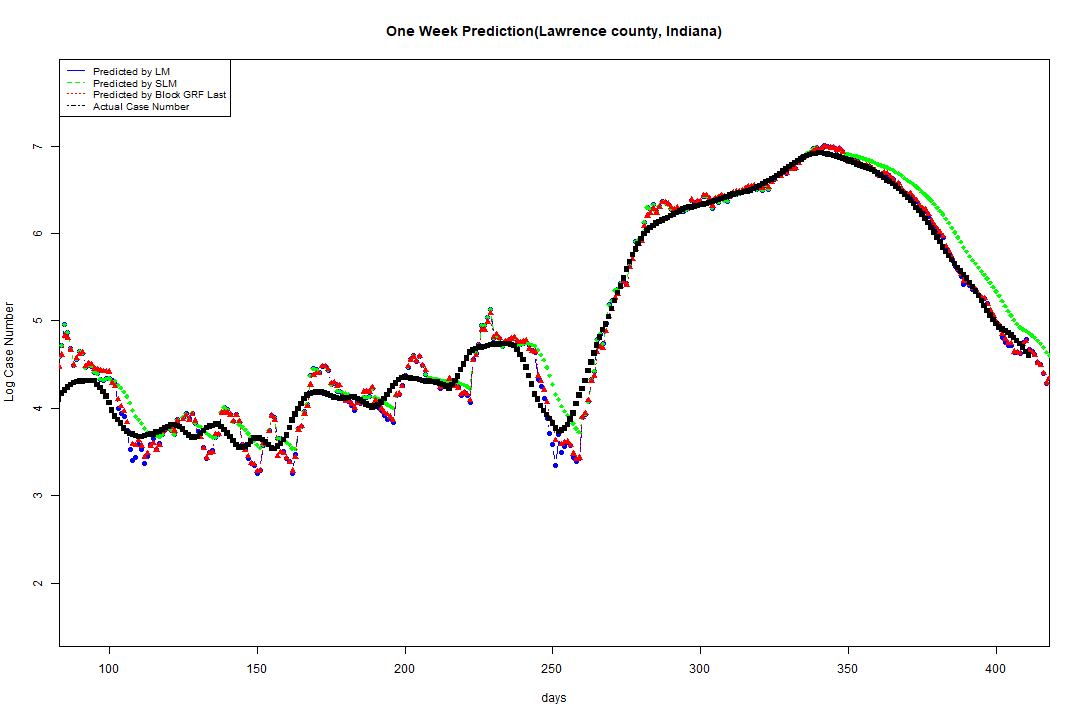 One Week Prediction(Lawrence county, Indiana)
Predicted by LM
Predicted by SLM
Predicted by Block GRF Last
Actual Case Number
7
6
5
4
3
2
Log Case Number
100 150 200 250 300 350 400
days